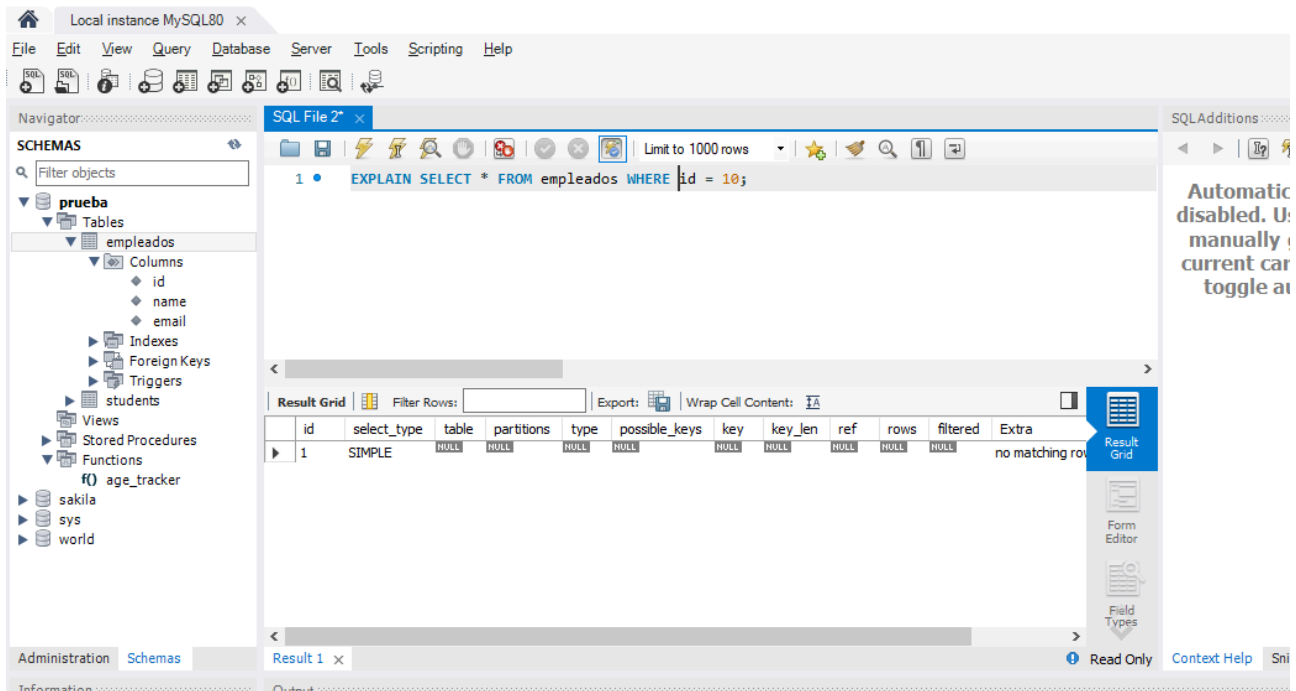 Local instance MySQL80
File Edit View Query Database Server Tools Scripting Help
Navigator
SCHEMAS
Filter objects
prueba
Tables
empleados
Columns
id
name
email
Indexes
Foreign Keys
Triggers
students
Views
Stored Procedures
Functions
f() age_tracker
sakila
sys
world
Administration Schemas
Information
SQL File 2*
Limit to 1000 rows
1 EXPLAIN SELECT * FROM empleados WHERE id = 10;
Result Grid Filter Rows: Export: Wrap Cell Content:
id select_type table partitions type possible_keys key key_len ref rows filtered Extra
1 SIMPLE NULL NULL NULL NULL NULL NULL NULL NULL NULL no matching rov
Result
Grid
Form
Editor
Field
Types
Result 1
Read Only
Output
SQLAdditions
Automatic
disabled. Us
manually
current car
toggle au
Context Help Sni